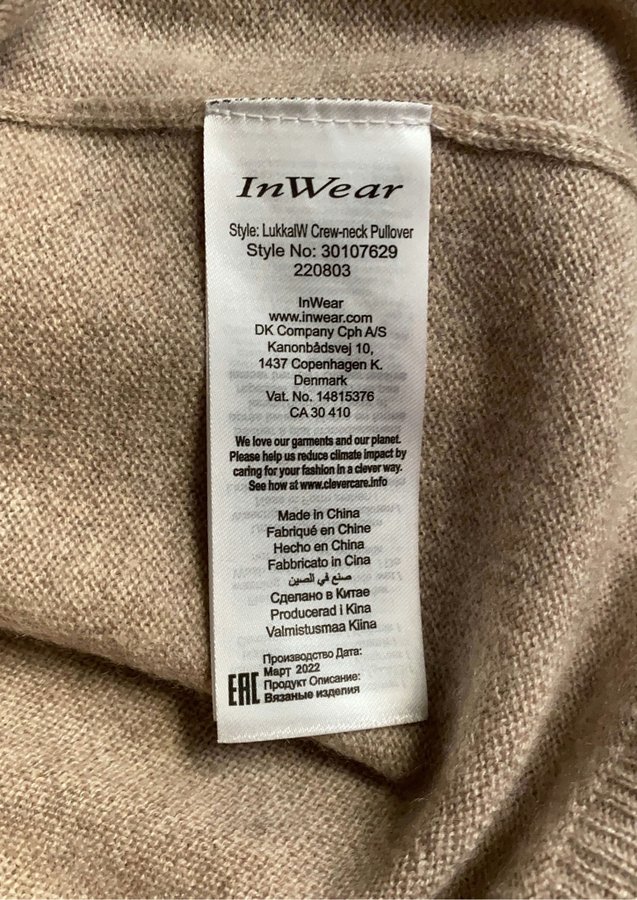 InWear
Style: LukkaIW Crew-neck Pullover
Style No: 30107629
220803
InWear
www.inwear.com
DK Company Cph A/S
Kanonbådsvej 10,
1437 Copenhagen K.
Denmark
Vat. No. 14815376
CA 30 410
We love our garments and our planet.
Please help us reduce climate impact by
caring for your fashion in a clever way.
See how at www.clevercare.info
Made in China
Fabriqué en Chine
Hecho en China
Fabbricato in Cina
صنع في الصين
Сделано в Китае
Producerad i Kina
Valmistusmaa Kiina
Производство Дата:
Март 2022
EAC Продукт Описание:
Вязаные изделия